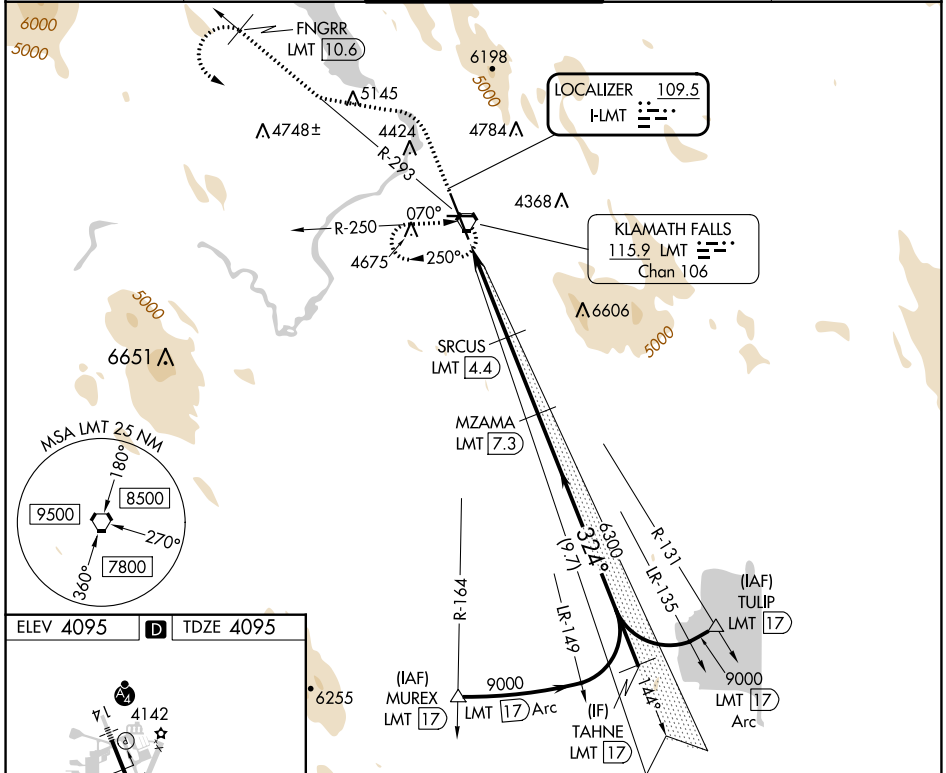 6000
5000
FNGRR
LMT 10.6
6198
5000
LOCALIZER 109.5
I-LMT
5145
4748±
4424
4784
R-293
4368
070°
R-250
4675
250°
KLAMATH FALLS
115.9 LMT
Chan 106
5000
6606
5000
6651
SRCUS
LMT 4.4
MZAMA
LMT 7.3
MSA LMT 25 NM
180°
8500
9500
270°
7800
360°
6300
324°
(9.7)
R-131
LR-135
R-164
LR-149
(IAF)
TULIP
LMT 17
9000
LMT 17
Arc
(IAF)
MUREX
LMT 17
9000
LMT 17 Arc
144°
(IF)
TAHNE
LMT 17
ELEV 4095
D
TDZE 4095
6255
A4
4142
14
P